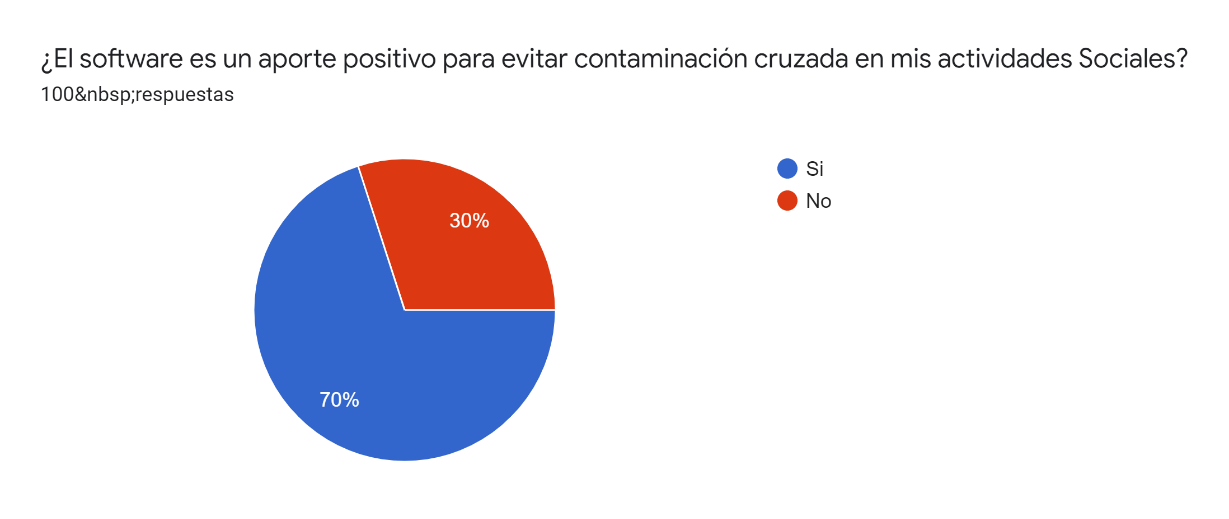 ¿El software es un aporte positivo para evitar contaminación cruzada en mis actividades Sociales?
100&nbsp;respuestas
Si
No
30%
70%